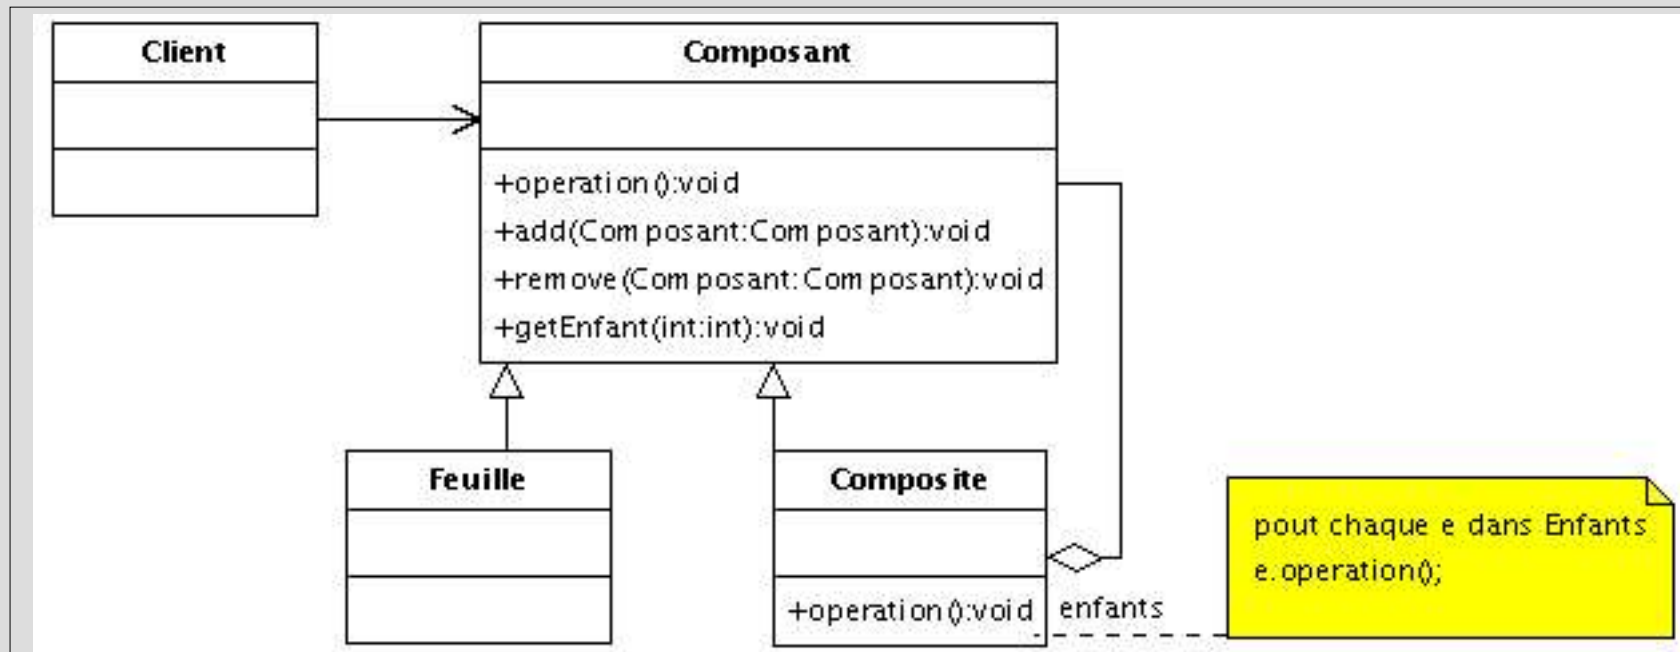 Client
Composant
+operation():void
+add(Composant:Composant):void
+remove(Composant:Composant):void
+getEnfant(int:int):void
Feuille
Composite
+operation():void
enfants
pout chaque e dans Enfants
e.operation();